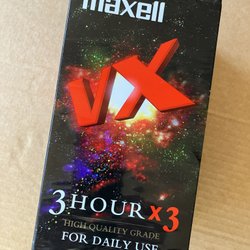 maxell
VX
3 HOUR x 3
HIGH QUALITY GRADE
FOR DAILY USE